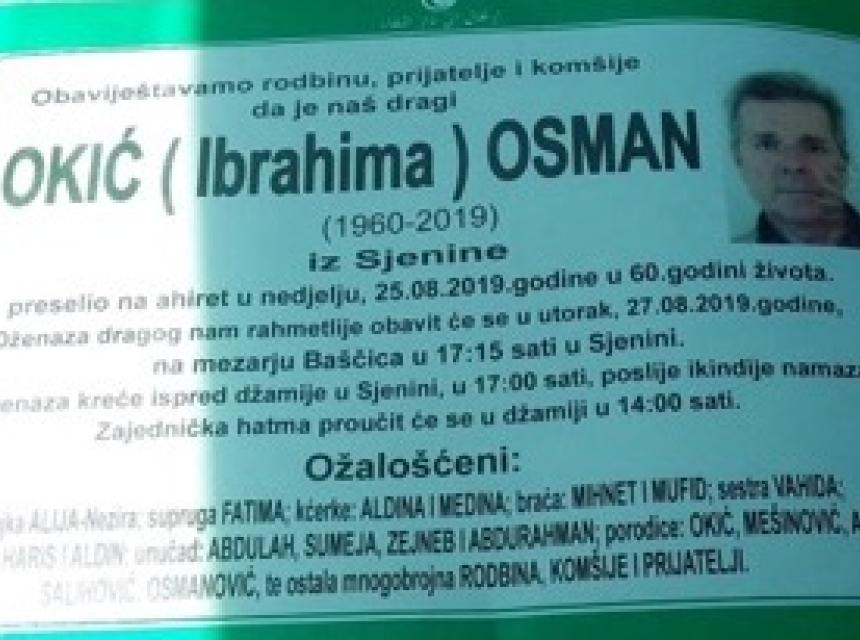 Obaviještavamo rodbinu, prijatelje i komšije
da je naš dragi
OKIĆ ( Ibrahima ) OSMAN
(1960-2019)
iz Sjenine
preselio na ahiret u nedjelju, 25.08.2019.godine u 60.godini života.
Dženaza dragog nam rahmetlije obavit će se u utorak, 27.08.2019.godine,
na mezarju Baščica u 17:15 sati u Sjenini.
enaza kreće ispred džamije u Sjenini, u 17:00 sati, poslije ikindije namaza
Zajednička hatma proučit će se u džamiji u 14:00 sati.
Ožalošćeni:
jka ALIJA-Nezira; supruga FATIMA; kćerke: ALDINA I MEDINA; braća: MIHNET I MUFID; sestra VAHIDA;
HARIS I ALDIN; unučad: ABDULAH, SUMEJA, ZEJNEB I ABDURAHMAN; porodice: OKIĆ, MEŠINOVIĆ, A
SALIHOVIĆ, OSMANOVIĆ, te ostala mnogobrojna RODBINA, KOMŠIJE I PRIJATELJI.